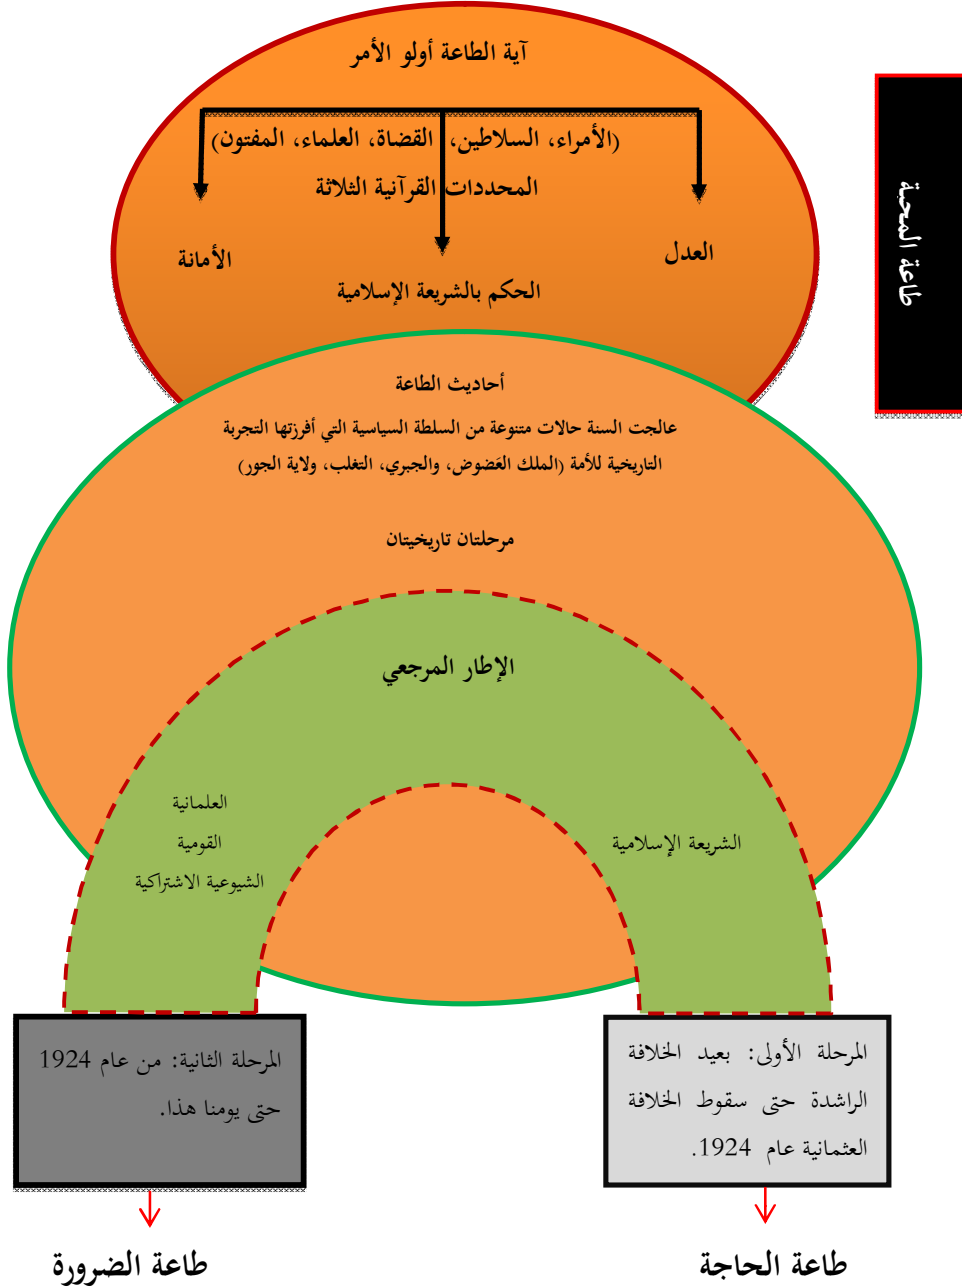 آية الطاعة أولو الأمر
(الأمراء، السلاطين، القضاة، العلماء، المفتون)
المحددات القرآنية الثلاثة
العدل
الأمانة
الحكم بالشريعة الإسلامية
طاعة المحبة
أحاديث الطاعة
عالجت السنة حالات متنوعة من السلطة السياسية التي أفرزتها التجربة
التاريخية للأمة (الملك العَضوض، والجبري، التغلب، ولاية الجور)
مرحلتان تاريخيتان
الإطار المرجعي
الشريعة الإسلامية
العلمانية
القومية
الشيوعية الاشتراكية
المرحلة الأولى: بعيد الخلافة
الراشدة حتى سقوط الخلافة
العثمانية عام 1924.
المرحلة الثانية: من عام 1924
حتى يومنا هذا.
طاعة الحاجة
طاعة الضرورة